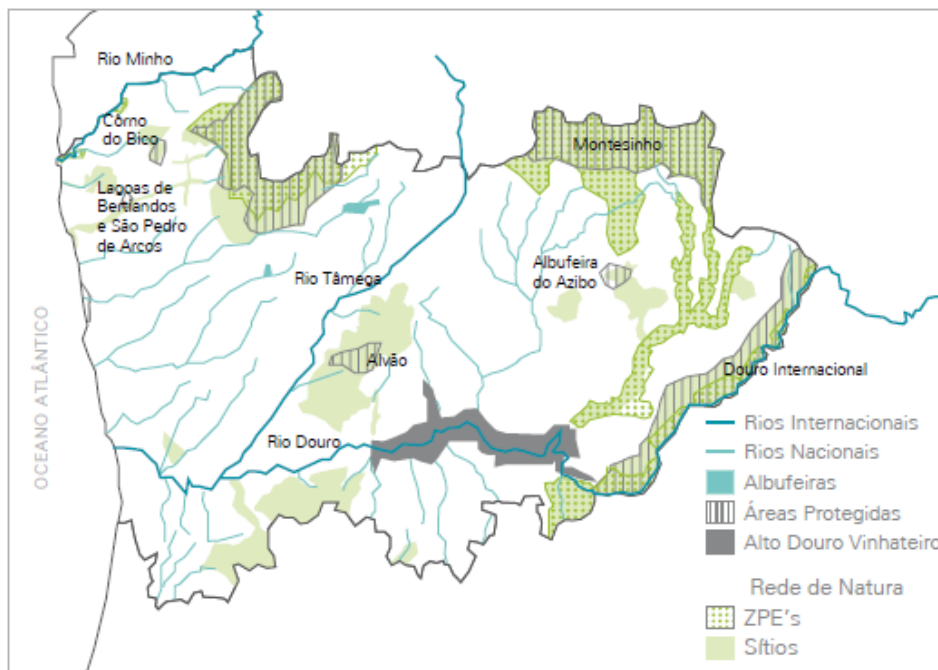 Rio Minho
Côrno
do Bico
Montesinho
Lagoas de
Bertiandos
e São Pedro
de Arcos
Albufeira
do Azibo
Rio Tâmega
OCEANO ATLÂNTICO
Alvão
Douro Internacional
Rio Douro
Rios Internacionais
Rios Nacionais
Albufeiras
Áreas Protegidas
Alto Douro Vinhateiro
Rede de Natura
ZPE's
Sítios